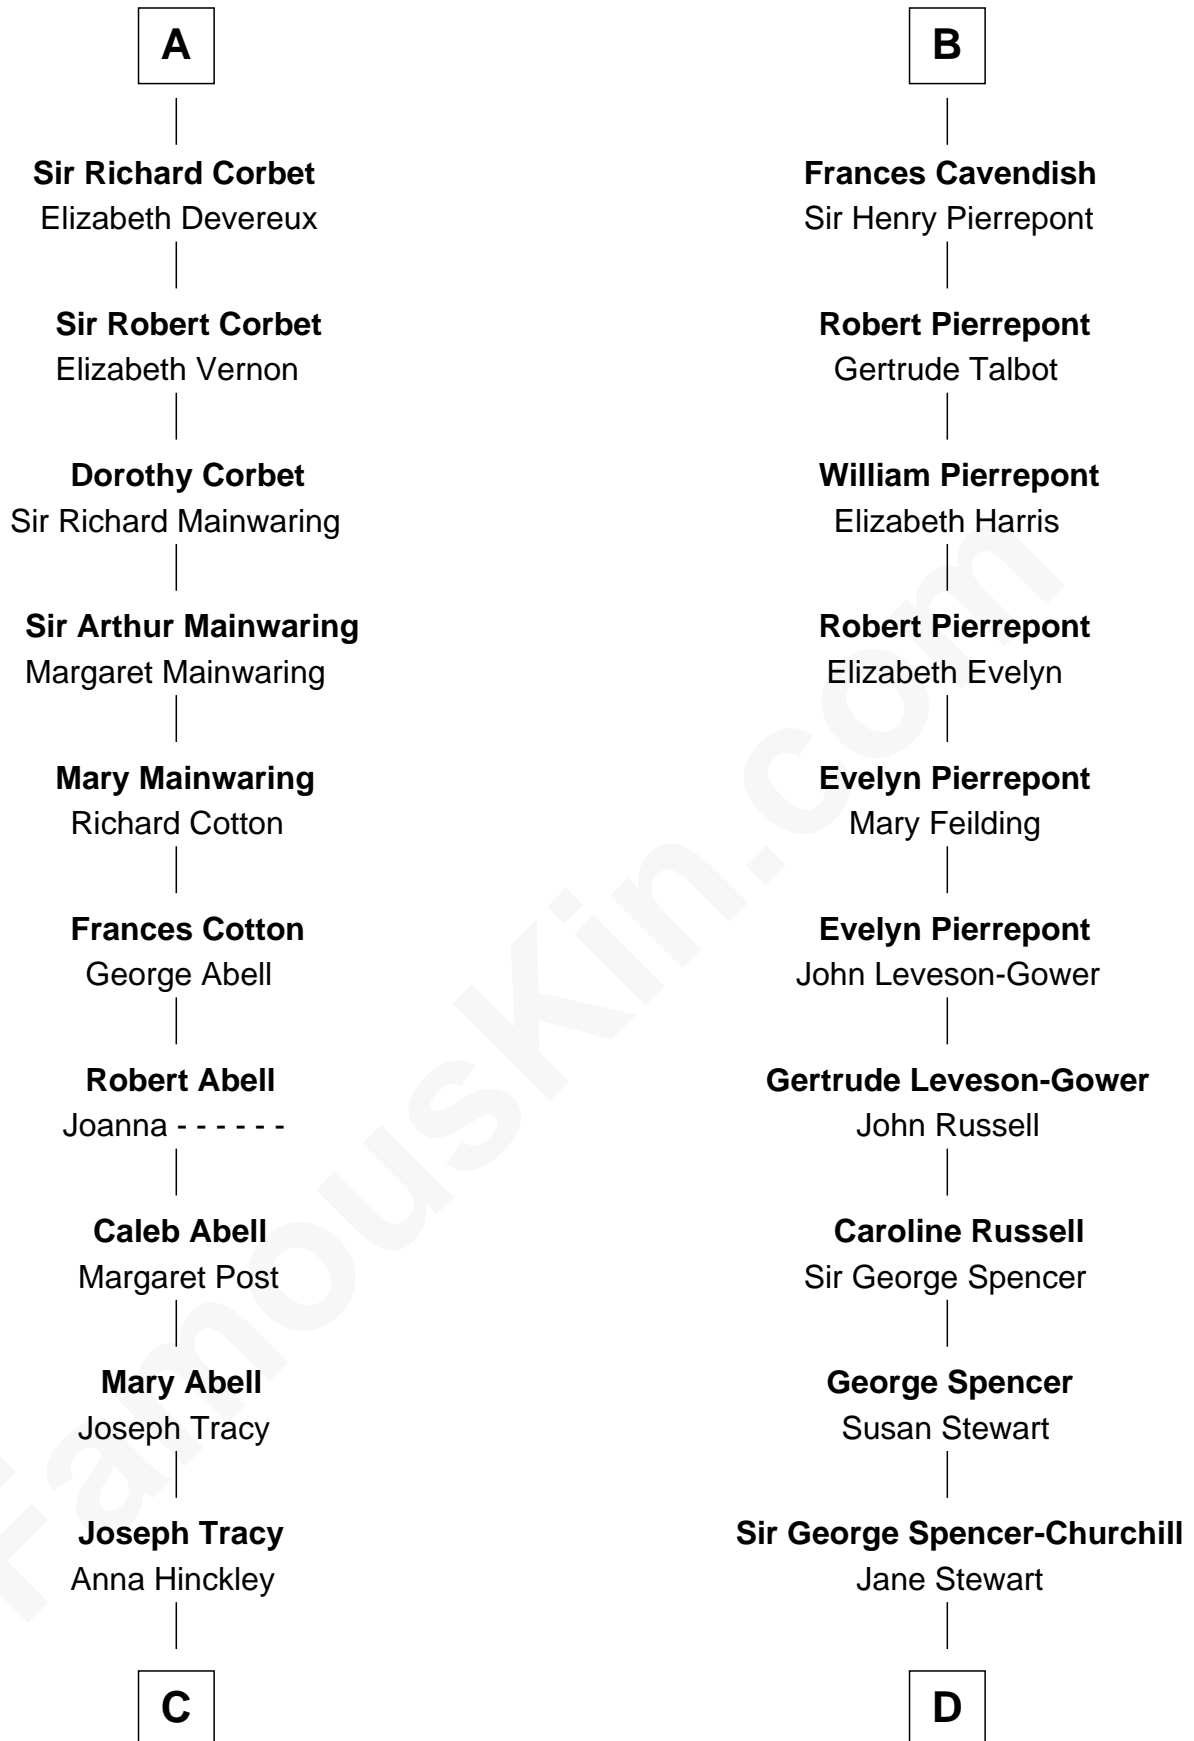 A
Sir Richard Corbet
Elizabeth Devereux
Sir Robert Corbet
Elizabeth Vernon
Dorothy Corbet
Sir Richard Mainwaring
Sir Arthur Mainwaring
Margaret Mainwaring
Mary Mainwaring
Richard Cotton
Frances Cotton
George Abell
Robert Abell
Joanna - - - - - -
Caleb Abell
Margaret Post
Mary Abell
Joseph Tracy
Joseph Tracy
Anna Hinckley
C
B
Frances Cavendish
Sir Henry Pierrepont
Robert Pierrepont
Gertrude Talbot
William Pierrepont
Elizabeth Harris
Robert Pierrepont
Elizabeth Evelyn
Evelyn Pierrepont
Mary Feilding
Evelyn Pierrepont
John Leveson-Gower
Gertrude Leveson-Gower
John Russell
Caroline Russell
Sir George Spencer
George Spencer
Susan Stewart
Sir George Spencer-Churchill
Jane Stewart
D
FamousKin.com